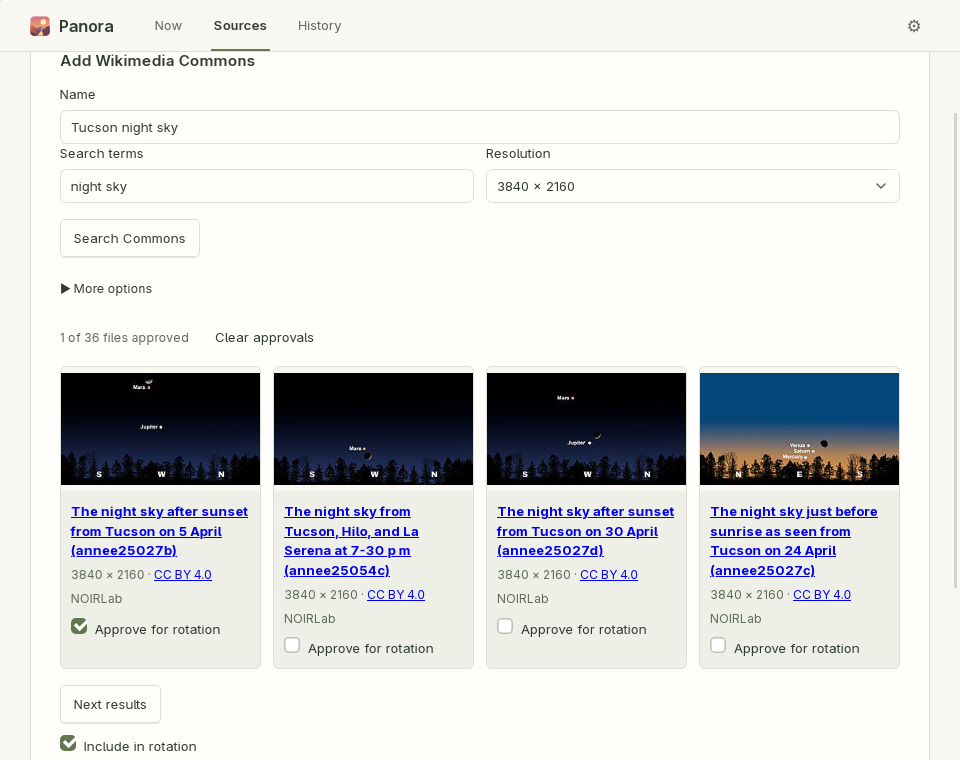 Panora
Now
Sources
History
Add Wikimedia Commons
Name
Tucson night sky
Search terms
Resolution
night sky
3840 × 2160
Search Commons
More options
1 of 36 files approved
Clear approvals
Mars
Jupiter
S W N
Mars
S W N
Mars
Jupiter
S W N
Venus
Saturn
Mercury
N E S
The night sky after sunset
from Tucson on 5 April
(annee25027b)
3840 × 2160 · CC BY 4.0
NOIRLab
Approve for rotation
The night sky from
Tucson, Hilo, and La
Serena at 7-30 p m
(annee25054c)
3840 × 2160 · CC BY 4.0
NOIRLab
Approve for rotation
The night sky after sunset
from Tucson on 30 April
(annee25027d)
3840 × 2160 · CC BY 4.0
NOIRLab
Approve for rotation
The night sky just before
sunrise as seen from
Tucson on 24 April
(annee25027c)
3840 × 2160 · CC BY 4.0
NOIRLab
Approve for rotation
Next results
Include in rotation